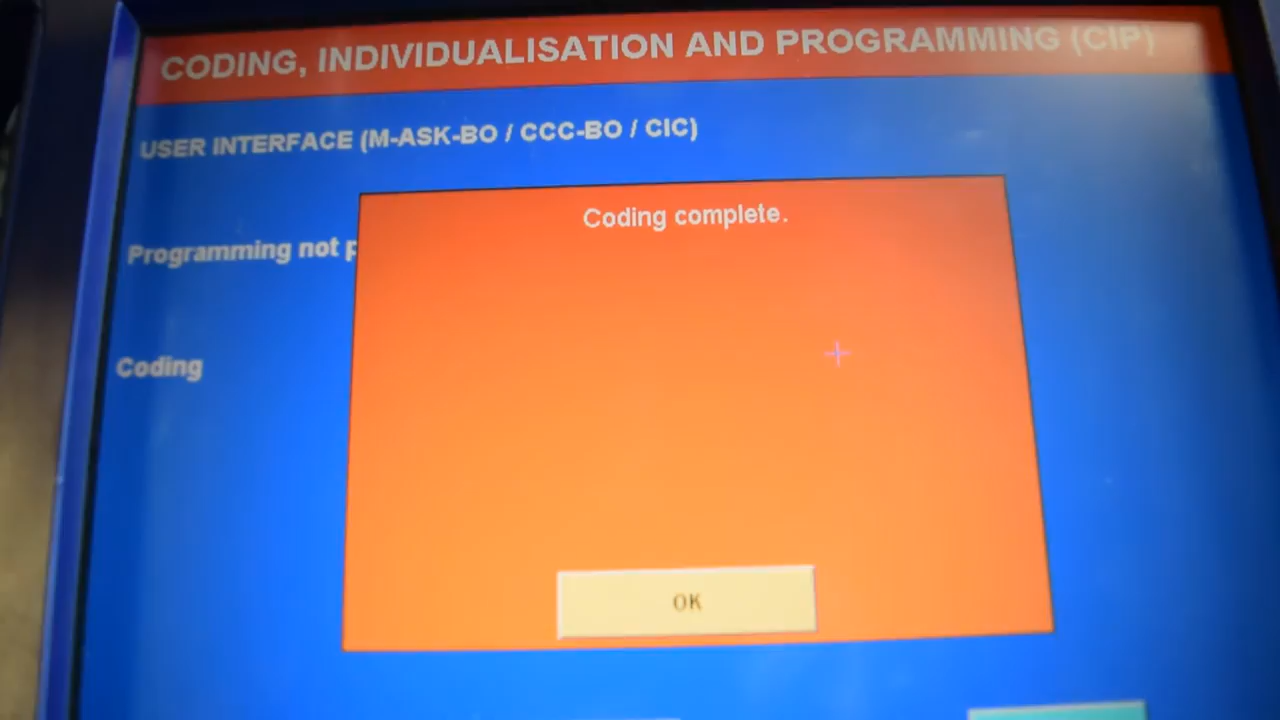 CODING, INDIVIDUALISATION AND PROGRAMMING (CIP)
USER INTERFACE (M-ASK-BO / CCC-BO / CIC)
Coding complete.
Programming not
Coding
OK